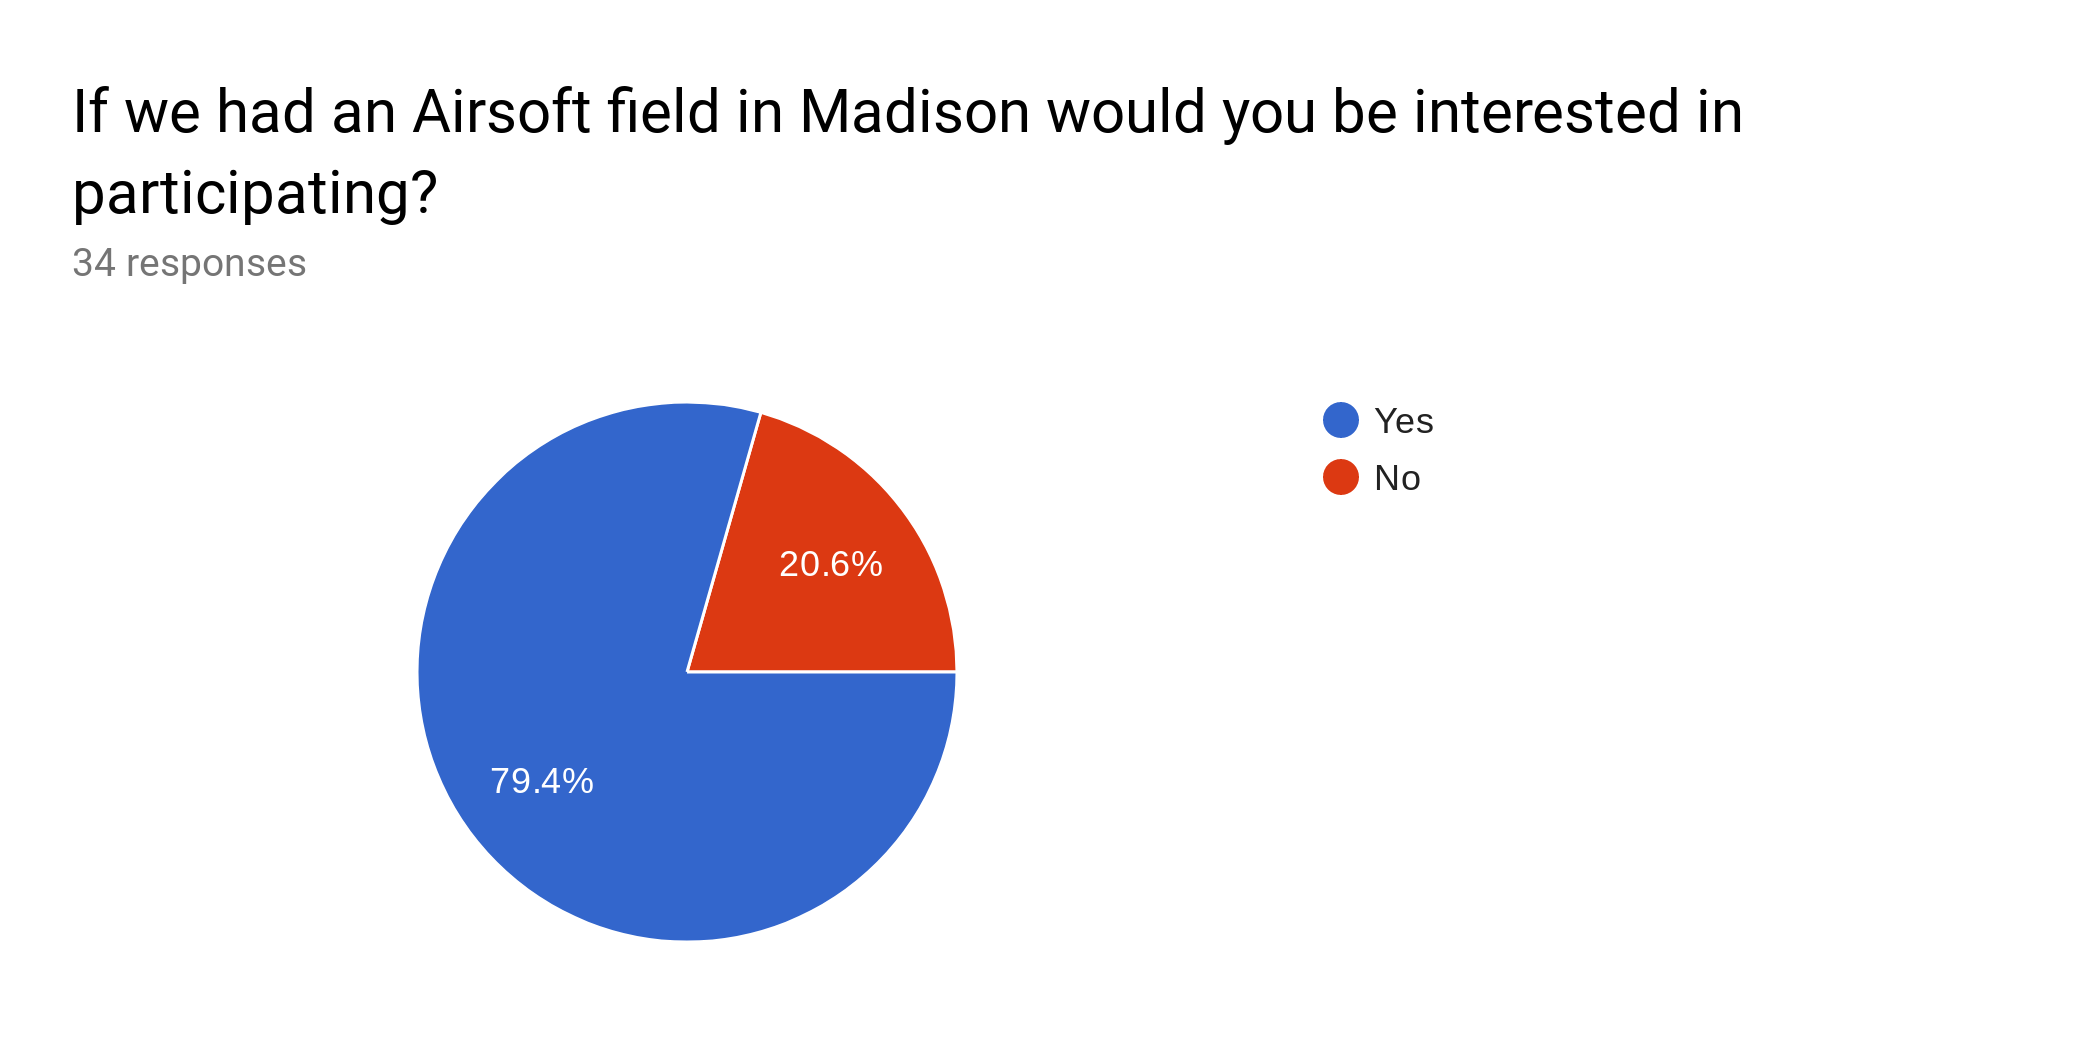 If we had an Airsoft field in Madison would you be interested in
participating?
34 responses
Yes
No
20.6%
79.4%